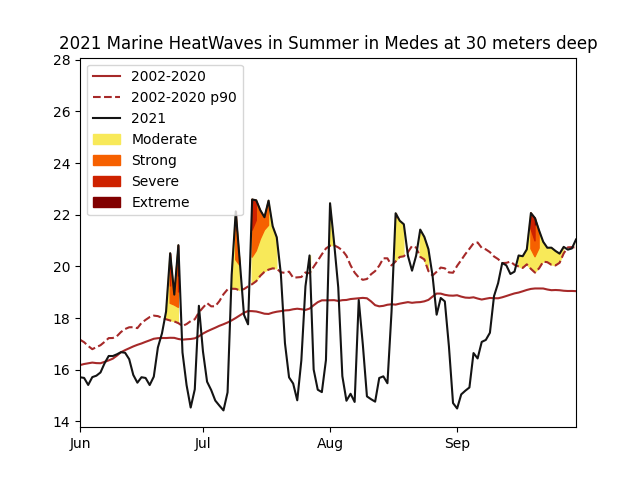 2021 Marine HeatWaves in Summer in Medes at 30 meters deep
28
26
24
22
20
18
16
14
2002-2020
2002-2020 p90
2021
Moderate
Strong
Severe
Extreme
Jun
Jul
Aug
Sep